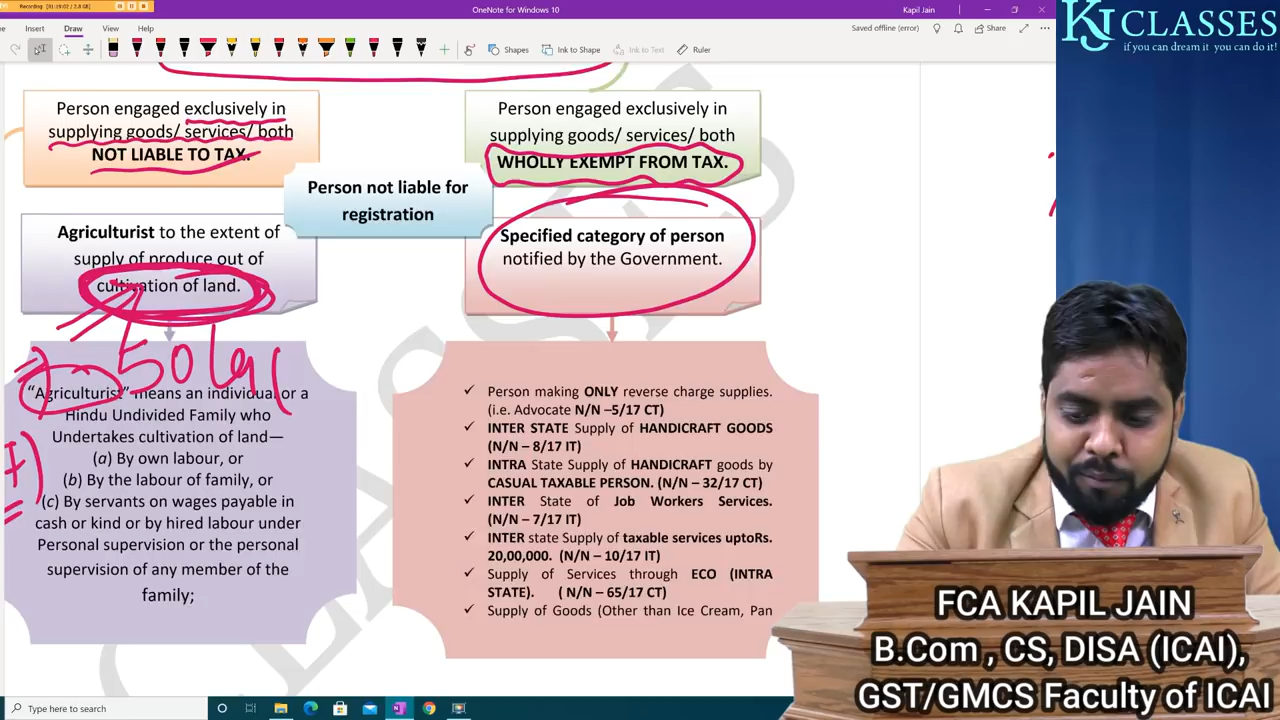 Recording [01:19:02 / 2.8 GB]
OneNote for Windows 10
Kapil Jain
Insert Draw View Help
Saved offline (error)
Share
Shapes Ink to Shape Ink to Text Ruler
KJ CLASSES
if you can dream it you can do it!
Person engaged exclusively in
supplying goods/ services/ both
NOT LIABLE TO TAX.
Person engaged exclusively in
supplying goods/ services/ both
WHOLLY EXEMPT FROM TAX.
Person not liable for
registration
Agriculturist to the extent of
supply of produce out of
cultivation of land.
Specified category of person
notified by the Government.
50 lac
"Agriculturist" means an individual or a
Hindu Undivided Family who
Undertakes cultivation of land—
(a) By own labour, or
(b) By the labour of family, or
(c) By servants on wages payable in
cash or kind or by hired labour under
Personal supervision or the personal
supervision of any member of the
family;
✓ Person making ONLY reverse charge supplies.
(i.e. Advocate N/N –5/17 CT)
✓ INTER STATE Supply of HANDICRAFT GOODS
(N/N – 8/17 IT)
✓ INTRA State Supply of HANDICRAFT goods by
CASUAL TAXABLE PERSON. (N/N – 32/17 CT)
✓ INTER State of Job Workers Services.
(N/N – 7/17 IT)
✓ INTER state Supply of taxable services uptoRs.
20,00,000. (N/N – 10/17 IT)
✓ Supply of Services through ECO (INTRA
STATE). ( N/N – 65/17 CT)
✓ Supply of Goods (Other than Ice Cream, Pan
CLASSES
FCA KAPIL JAIN
B.Com , CS, DISA (ICAI),
GST/GMCS Faculty of ICAI
Type here to search